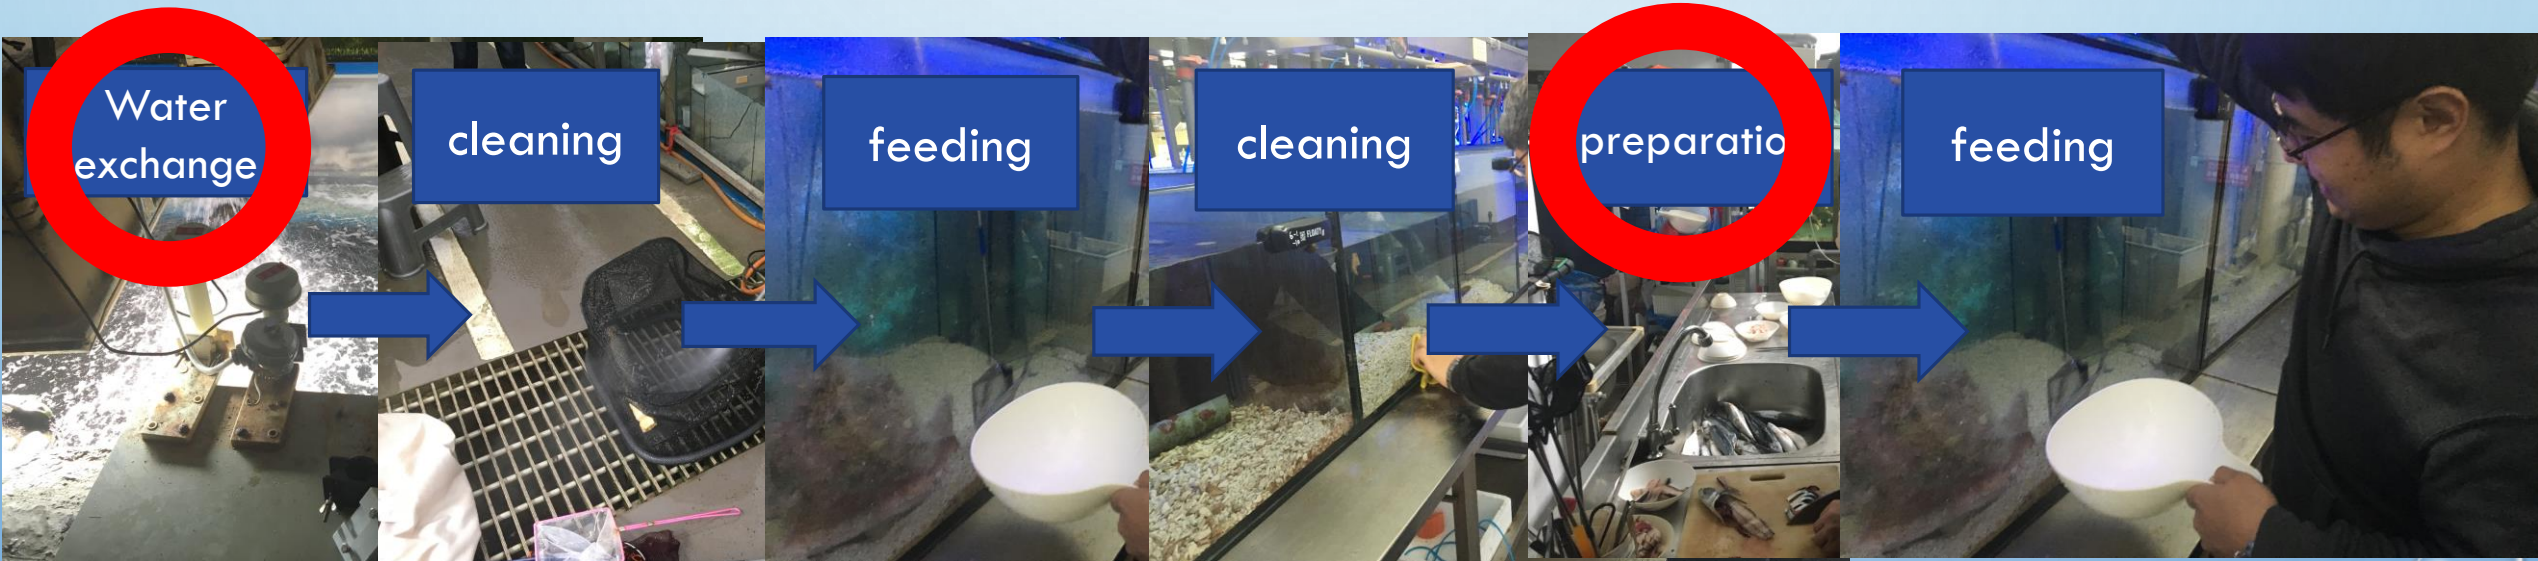 Water
exchange
cleaning
feeding
cleaning
preparatio
feeding